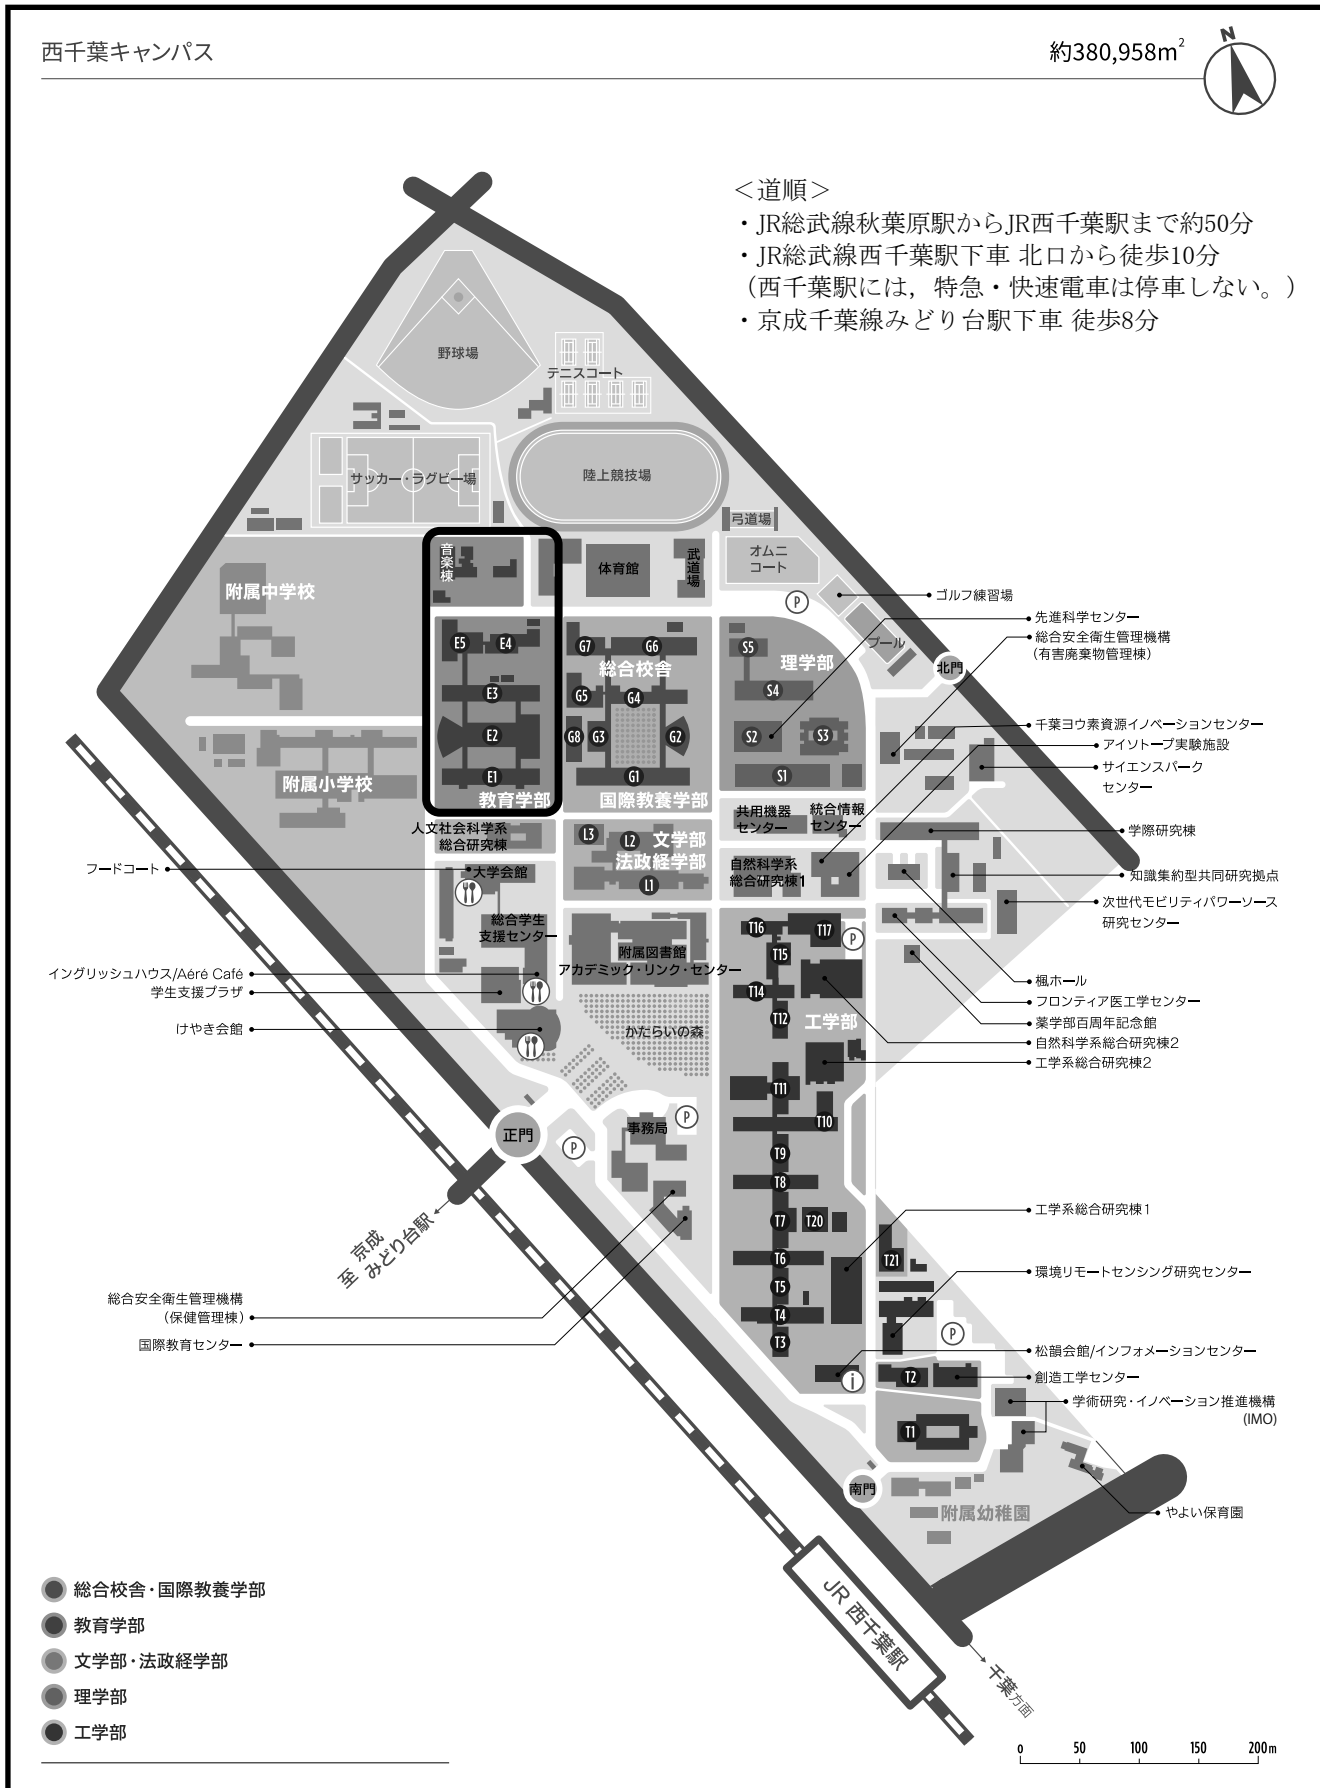 西千葉キャンパス
約380,958m²
N
＜道順＞
・JR総武線秋葉原駅からJR西千葉駅まで約50分
・JR総武線西千葉駅下車 北口から徒歩10分
（西千葉駅には，特急・快速電車は停車しない。）
・京成千葉線みどり台駅下車 徒歩8分
野球場
テニスコート
サッカー・ラグビー場
陸上競技場
弓道場
オムニ
コート
音楽棟
体育館
武道場
附属中学校
P
ゴルフ練習場
プール
先進科学センター
総合安全衛生管理機構
(有害廃棄物管理棟)
北門
E5
E4
G7
G6
S5
理学部
総合校舎
E3
G5
G4
S4
E2
G8
G3
G2
S2
S3
千葉ヨウ素資源イノベーションセンター
アイソトープ実験施設
サイエンスパーク
センター
附属小学校
E1
G1
S1
教育学部
国際教養学部
共用機器
センター
統合情報
センター
人文社会科学系
総合研究棟
L3
L2
文学部
法政経学部
L1
学際研究棟
自然科学系
総合研究棟1
知識集約型共同研究拠点
次世代モビリティパワーソース
研究センター
フードコート
大学会館
総合学生
支援センター
T16
T17
P
T15
附属図書館
アカデミック・リンク・センター
イングリッシュハウス/Aéré Café
学生支援プラザ
T14
楓ホール
フロンティア医工学センター
けやき会館
かたらいの森
T12
工学部
薬学部百周年記念館
自然科学系総合研究棟2
工学系総合研究棟2
T11
T10
正門
事務局
P
P
T9
T8
T7
T20
工学系総合研究棟1
至 京成
みどり台駅
T6
T21
環境リモートセンシング研究センター
T5
総合安全衛生管理機構
(保健管理棟)
国際教育センター
T4
T3
P
松韻会館/インフォメーションセンター
i
T2
創造工学センター
学術研究・イノベーション推進機構
(IMO)
T1
南門
附属幼稚園
やよい保育園
JR 西千葉駅
千葉方面
総合校舎・国際教養学部
教育学部
文学部・法政経学部
理学部
工学部
0 50 100 150 200m